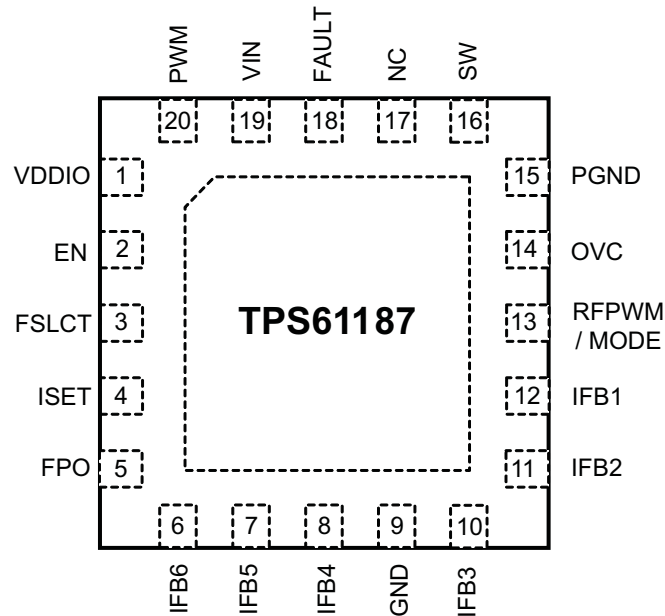 PWM
VIN
FAULT
NC
SW
20
19
18
17
16
VDDIO 1
15 PGND
EN 2
14 OVC
FSLCT 3
TPS61187
13 RFPWM
/ MODE
ISET 4
12 IFB1
FPO 5
11 IFB2
6
7
8
9
10
IFB6
IFB5
IFB4
GND
IFB3